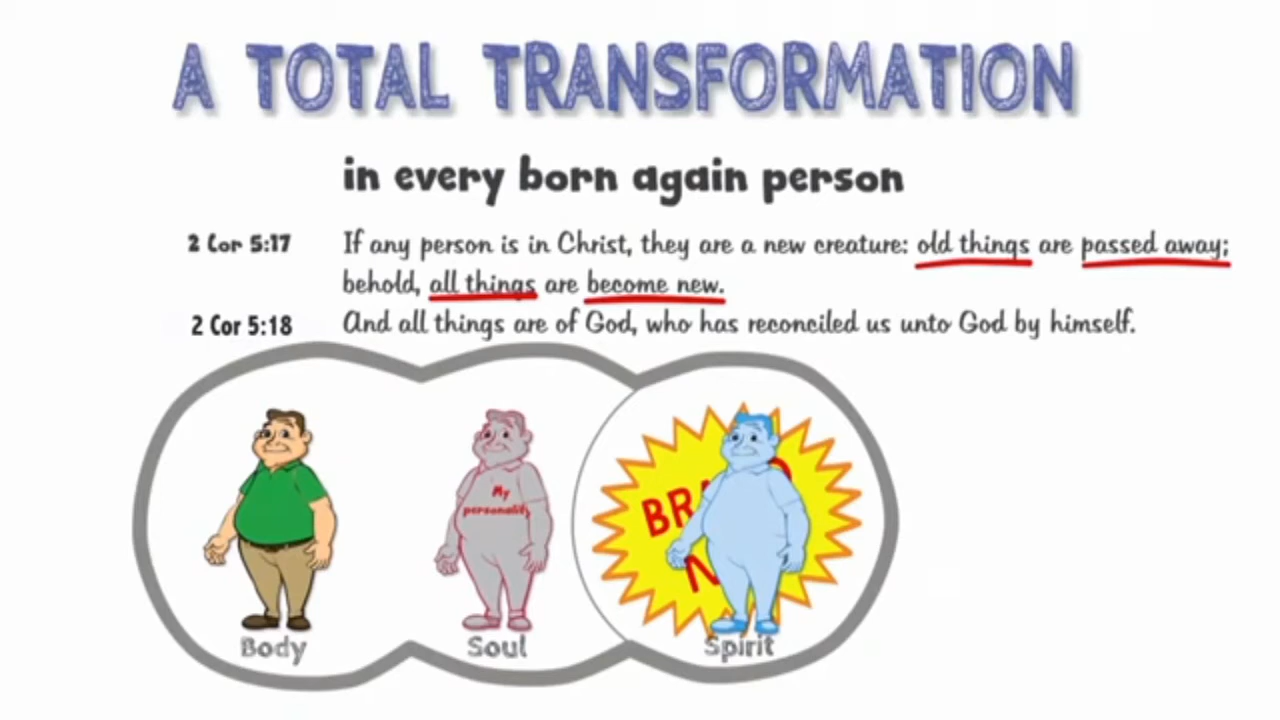 A TOTAL TRANSFORMATION
in every born again person
2 Cor 5:17 If any person is in Christ, they are a new creature: old things are passed away;
behold, all things are become new.
2 Cor 5:18 And all things are of God, who has reconciled us unto God by himself.
My
personality
Body Soul Spirit